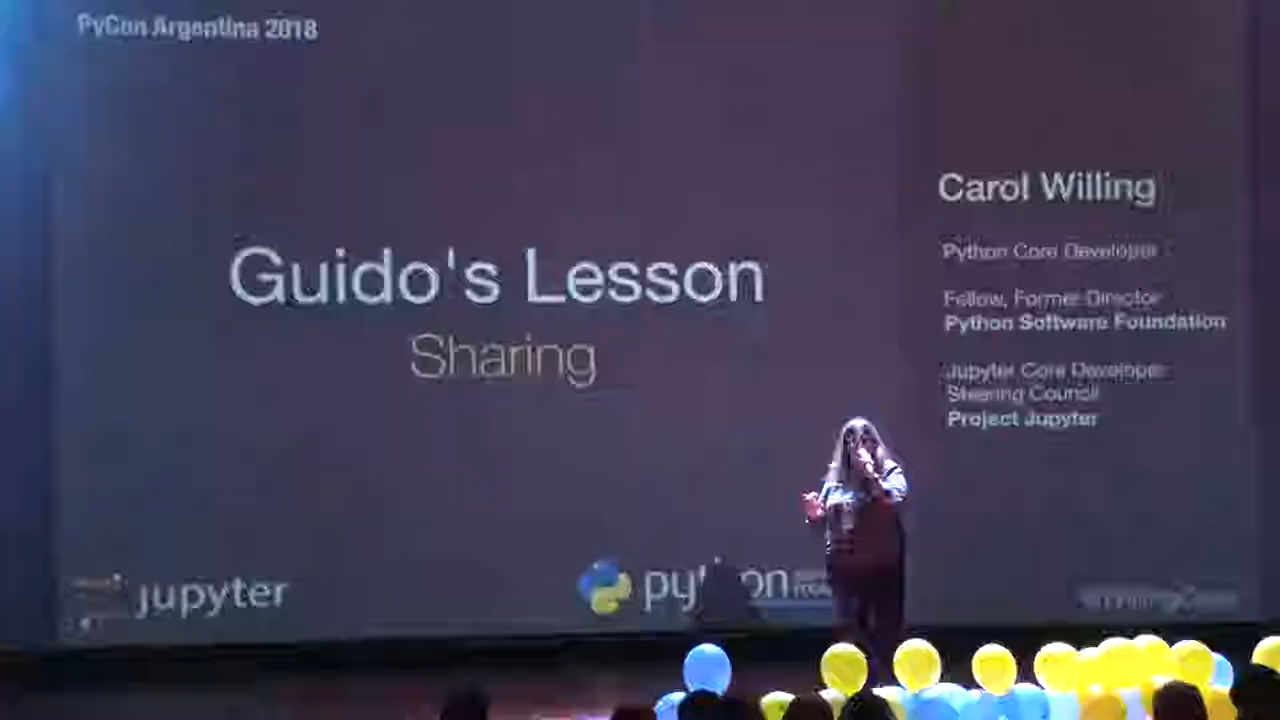 PyCon Argentina 2018
Guido's Lesson
Sharing
Carol Willing
Python Core Developer
Fellow, Former Director
Python Software Foundation
Jupyter Core Developer
Steering Council
Project Jupyter
jupyter
python